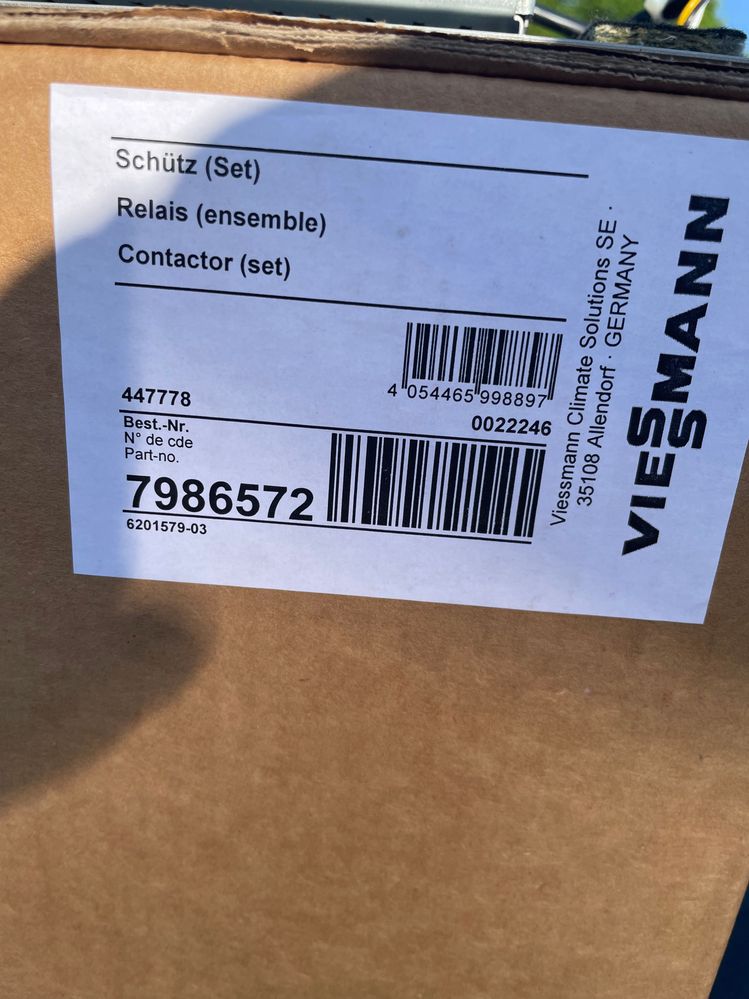 Schütz (Set)
Relais (ensemble)
Contactor (set)
4 054465 998897
447778
0022246
Best.-Nr.
N° de cde
Part-no.
7986572
6201579-03
Viessmann Climate Solutions SE ·
35108 Allendorf · GERMANY
VIESSMANN